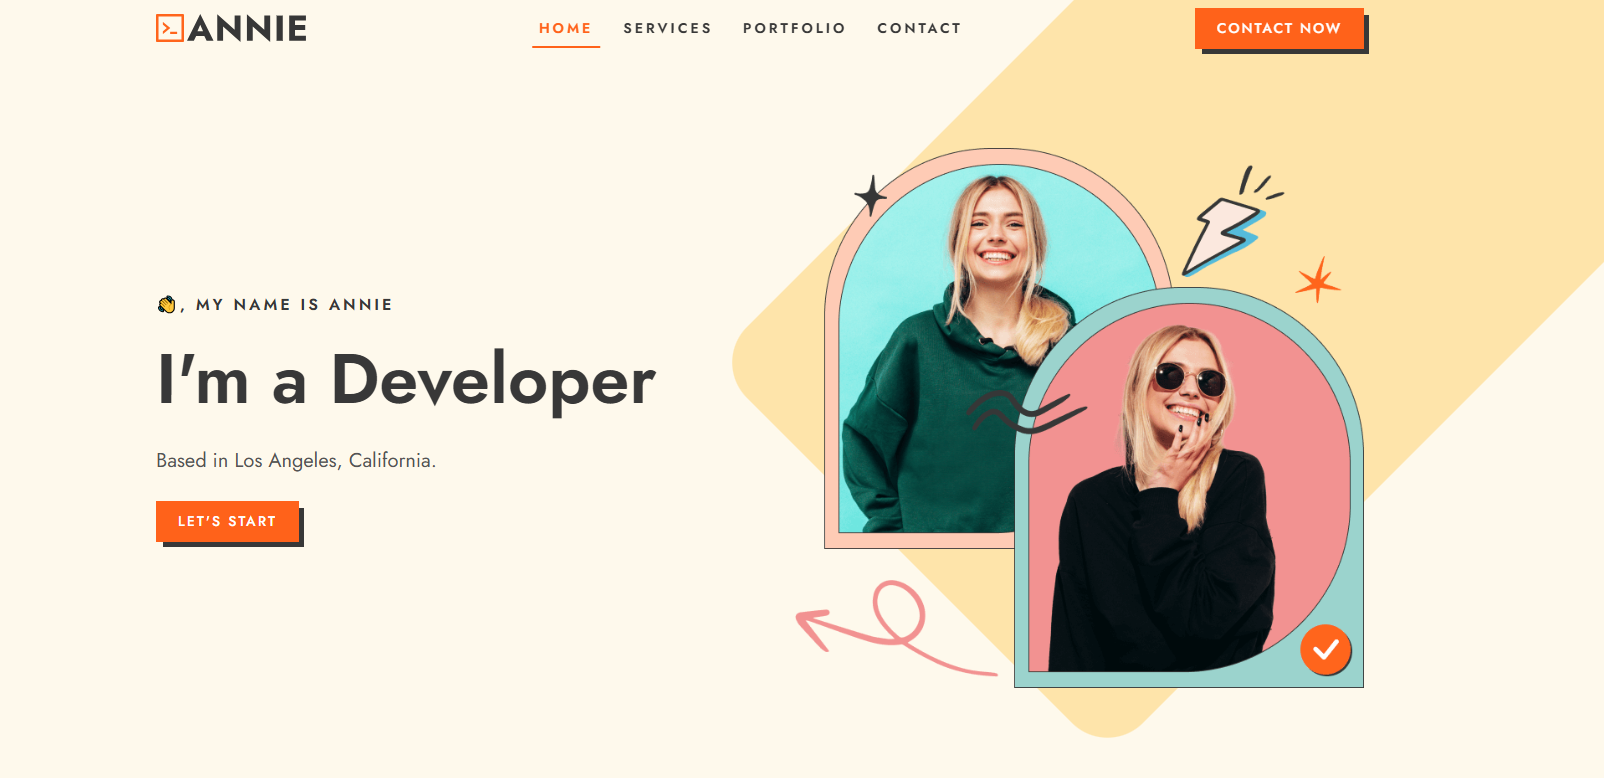 ANNIE
HOME SERVICES PORTFOLIO CONTACT
CONTACT NOW
👋, MY NAME IS ANNIE
I'm a Developer
Based in Los Angeles, California.
LET'S START